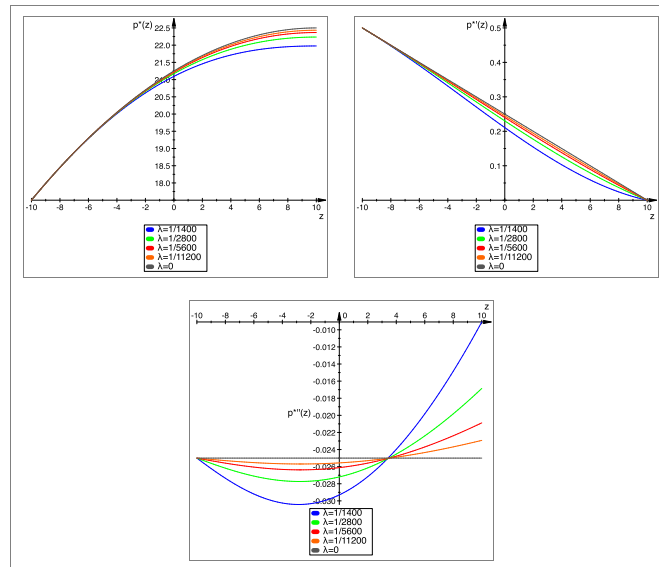 p*(z)
22.5
22.0
21.5
21.0
20.5
20.0
19.5
19.0
18.5
18.0
-10 -8 -6 -4 -2 0 2 4 6 8 10
z
λ=1/1400
λ=1/2800
λ=1/5600
λ=1/11200
λ=0
p*'(z)
0.5
0.4
0.3
0.2
0.1
-10 -8 -6 -4 -2 0 2 4 6 8 10
z
λ=1/1400
λ=1/2800
λ=1/5600
λ=1/11200
λ=0
z
-10 -8 -6 -4 -2 0 2 4 6 8 10
-0.010
-0.012
-0.014
-0.016
-0.018
-0.020
p*''(z)
-0.022
-0.024
-0.026
-0.028
-0.030
λ=1/1400
λ=1/2800
λ=1/5600
λ=1/11200
λ=0